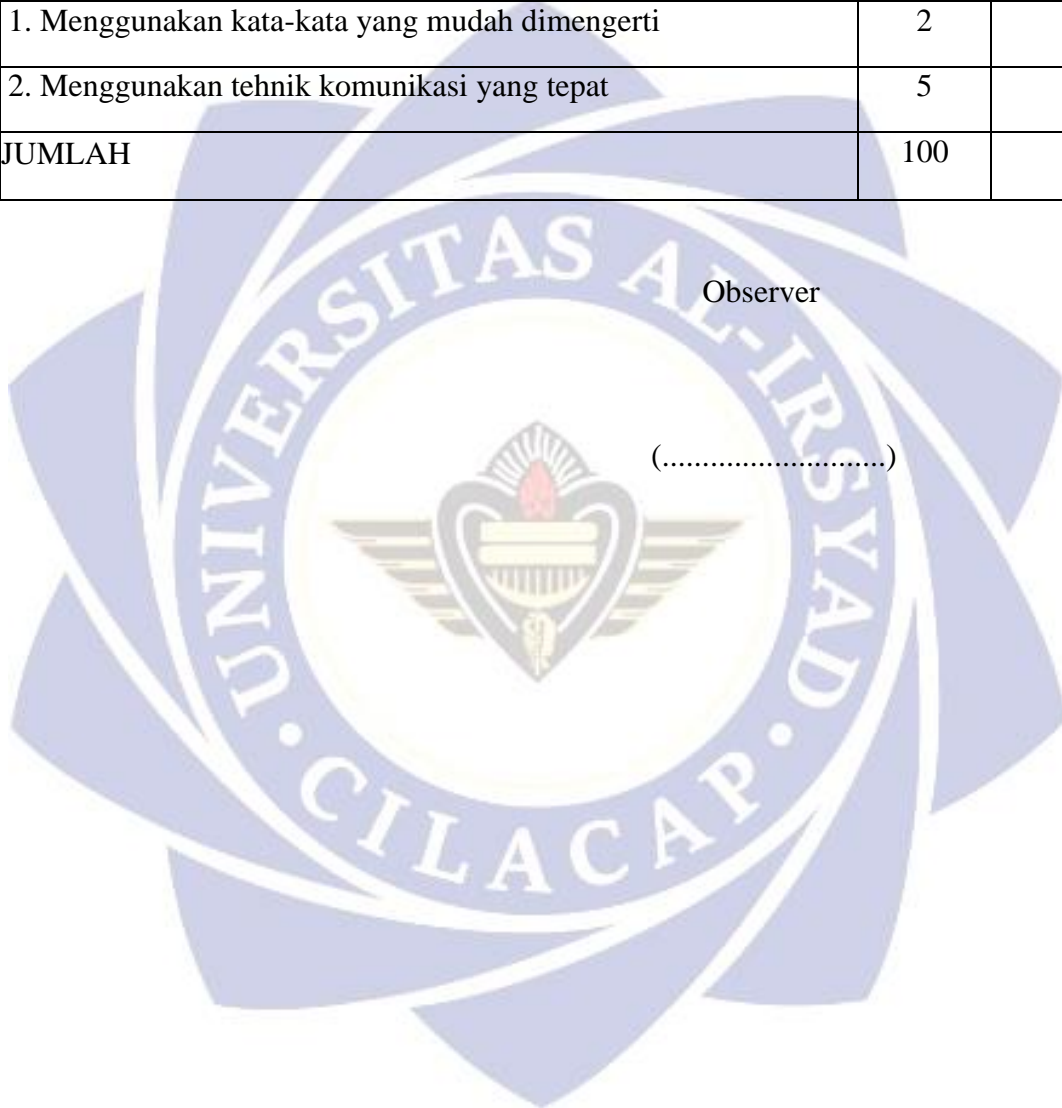 1. Menggunakan kata-kata yang mudah dimengerti 2
2. Menggunakan tehnik komunikasi yang tepat 5
JUMLAH 100
Observer
(............................)
UNIVERSITAS AL-IRSYAD
CILACAP